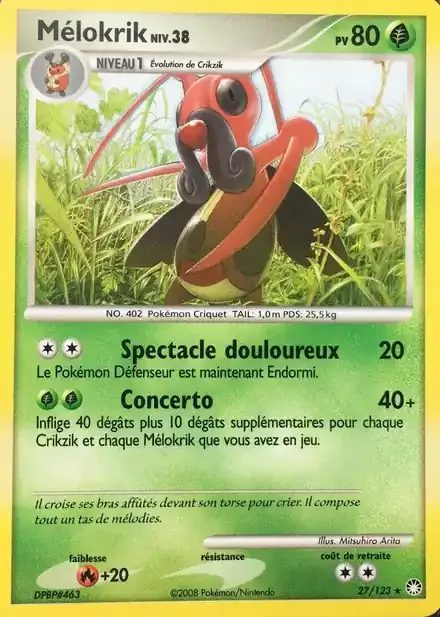 Mélokrik NIV.38
PV 80
NIVEAU 1 Évolution de Crikzik
NO. 402 Pokémon Criquet TAIL: 1,0m PDS: 25,5kg
Spectacle douloureux 20
Le Pokémon Défenseur est maintenant Endormi.
Concerto 40+
Inflige 40 dégâts plus 10 dégâts supplémentaires pour chaque
Crikzik et chaque Mélokrik que vous avez en jeu.
Il croise ses bras affûtés devant son torse pour crier. Il compose
tout un tas de mélodies.
Illus. Mitsuhiro Arita
faiblesse résistance coût de retraite
+20
DPBP#463 ©2008 Pokémon/Nintendo 27/123 ★